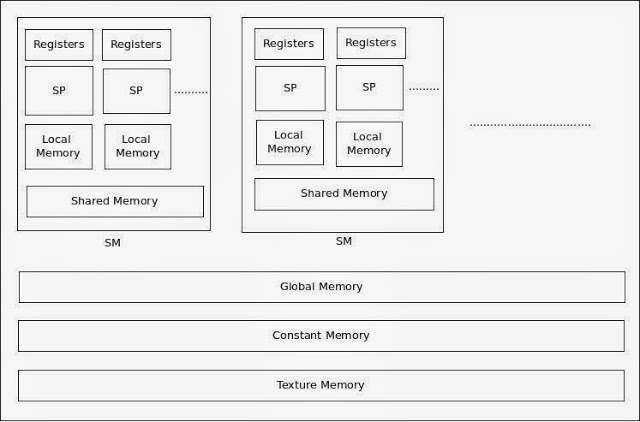 Registers Registers Registers Registers
SP SP .......... SP SP .........
Local Memory Local Memory Local Memory Local Memory
Shared Memory Shared Memory
SM SM
Global Memory
Constant Memory
Texture Memory